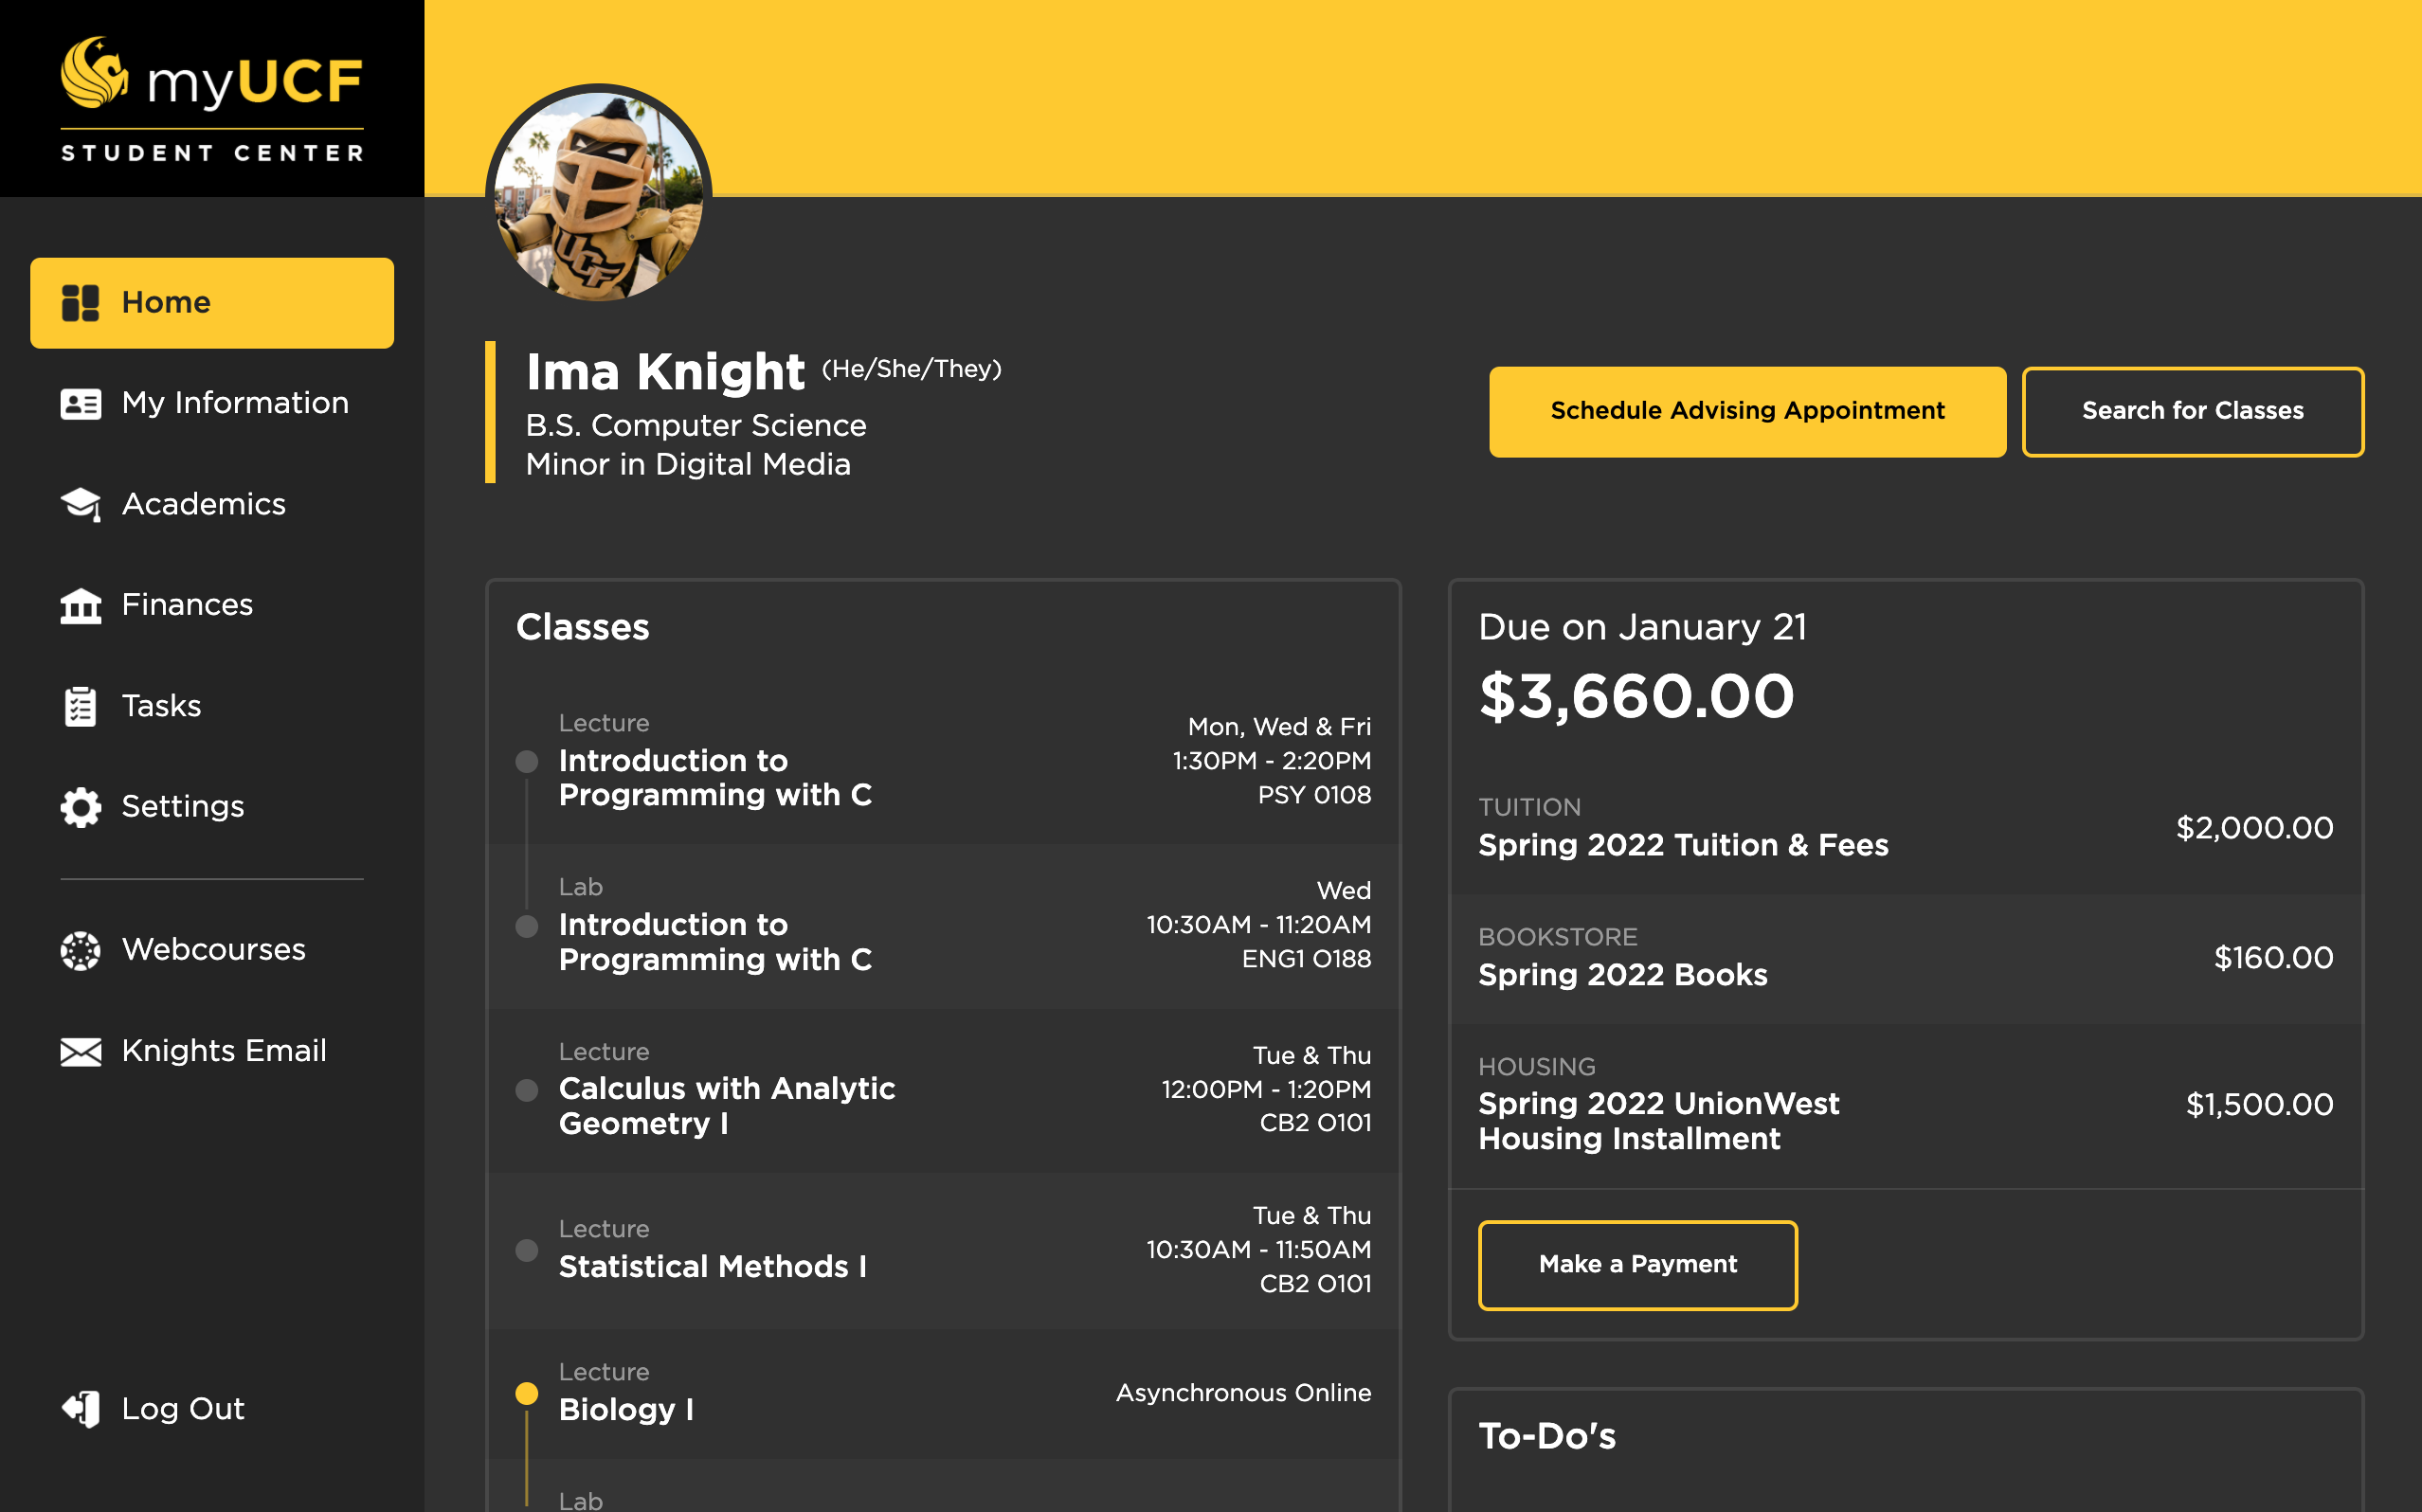 myUCF
STUDENT CENTER
Home
My Information
Academics
Finances
Tasks
Settings
Webcourses
Knights Email
Log Out
UCF
Ima Knight (He/She/They)
B.S. Computer Science
Minor in Digital Media
Schedule Advising Appointment
Search for Classes
Classes
Lecture
Introduction to
Programming with C
Mon, Wed & Fri
1:30PM - 2:20PM
PSY 0108
Lab
Introduction to
Programming with C
Wed
10:30AM - 11:20AM
ENG1 O188
Lecture
Calculus with Analytic
Geometry I
Tue & Thu
12:00PM - 1:20PM
CB2 O101
Lecture
Statistical Methods I
Tue & Thu
10:30AM - 11:50AM
CB2 O101
Lecture
Biology I
Asynchronous Online
Lab
Due on January 21
$3,660.00
TUITION
Spring 2022 Tuition & Fees
$2,000.00
BOOKSTORE
Spring 2022 Books
$160.00
HOUSING
Spring 2022 UnionWest
Housing Installment
$1,500.00
Make a Payment
To-Do's